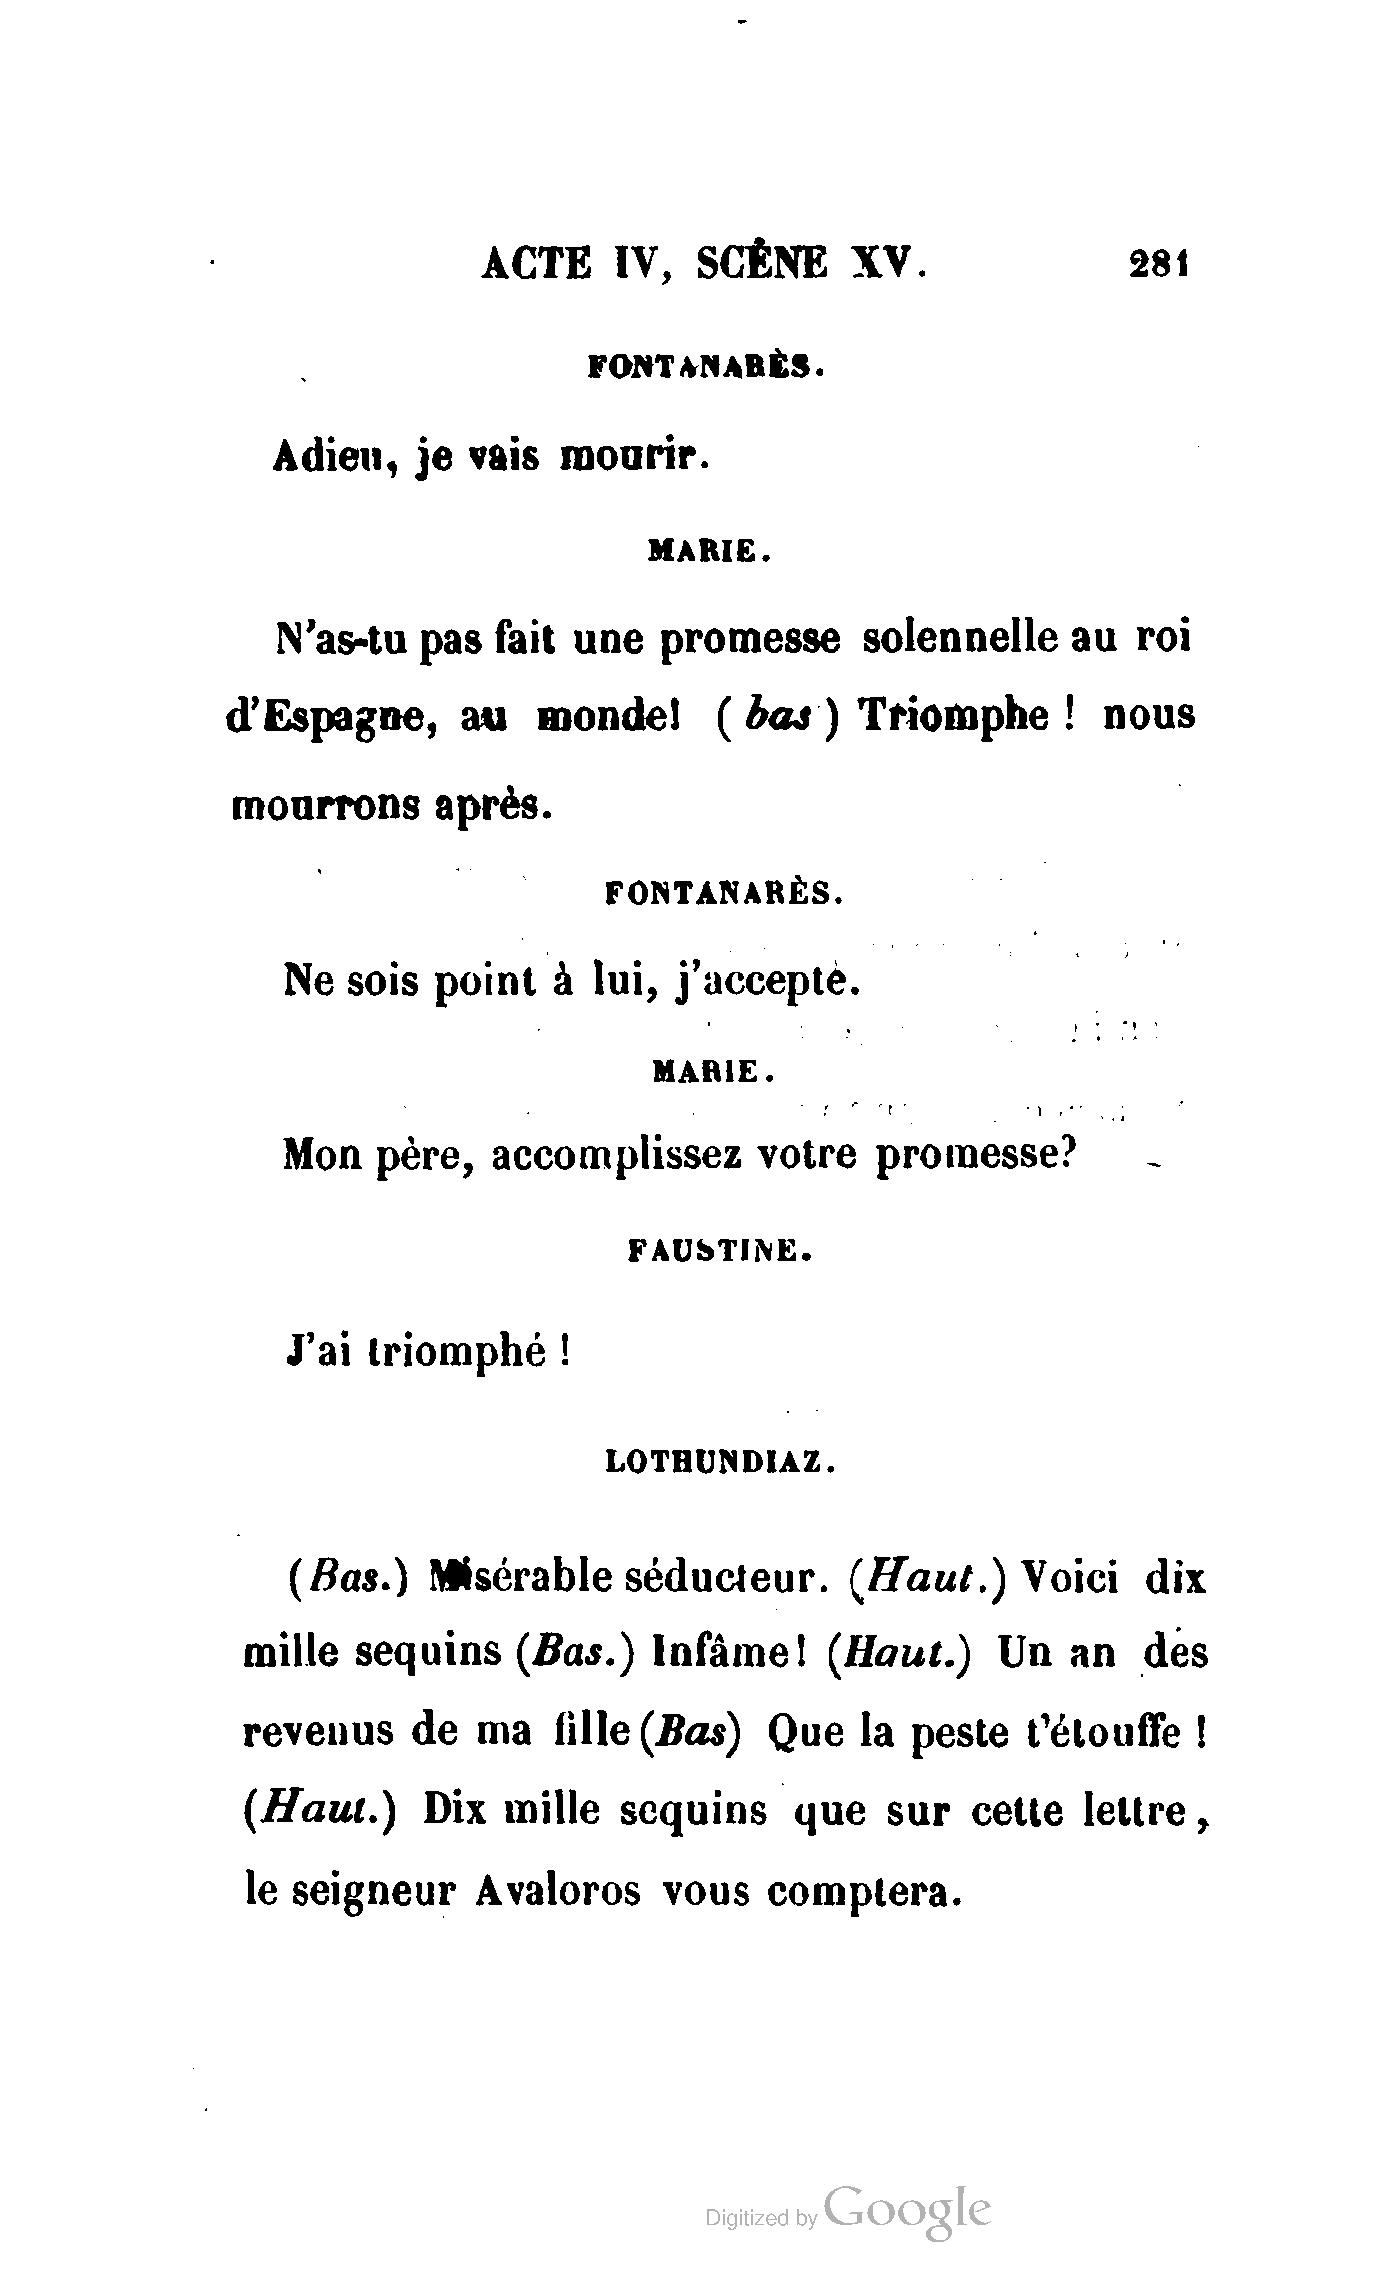 ACTE IV, SCÈNE XV. 281
FONTANARÈS.
Adieu, je vais mourir.
MARIE.
N'as-tu pas fait une promesse solennelle au roi
d'Espagne, au monde! (bas) Triomphe ! nous
mourrons après.
FONTANARÈS.
Ne sois point à lui, j'accepte.
MARIE.
Mon père, accomplissez votre promesse?
FAUSTINE.
J'ai triomphé !
LOTHUNDIAZ.
(Bas.) Misérable séducteur. (Haut.) Voici dix
mille sequins (Bas.) Infâme! (Haut.) Un an des
revenus de ma fille (Bas) Que la peste t'étouffe !
(Haut.) Dix mille sequins que sur cette lettre,
le seigneur Avaloros vous comptera.
Digitized by Google